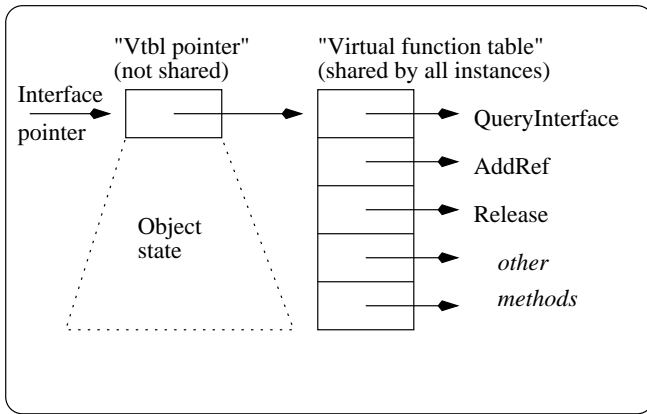 "Vtbl pointer"
(not shared)
"Virtual function table"
(shared by all instances)
Interface
pointer
QueryInterface
AddRef
Release
other
methods
Object
state